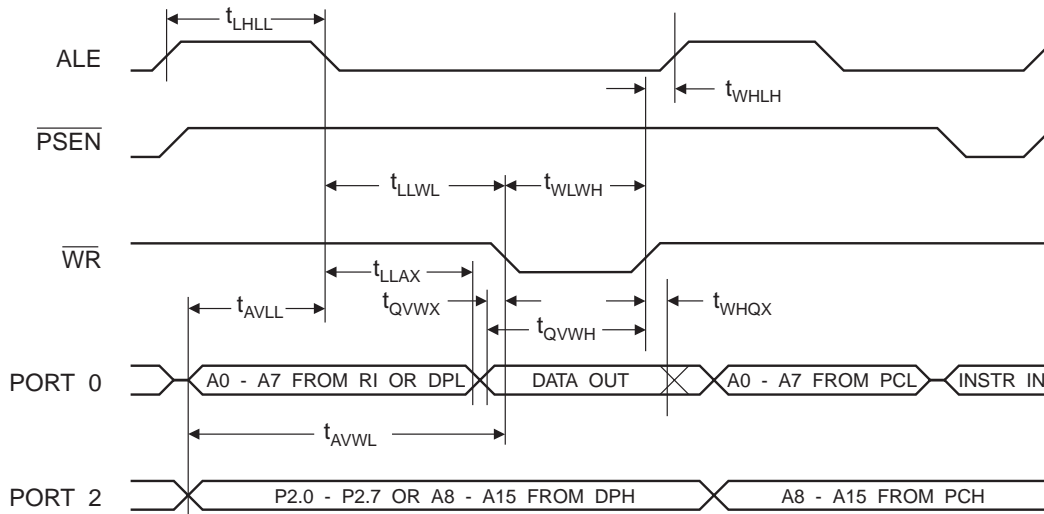 tLHLL
ALE
tWHLH
PSEN
tLLWL
tWLWH
WR
tLLAX
tQVWX
tWHQX
tAVLL
tQVWH
PORT 0
A0 - A7 FROM RI OR DPL
DATA OUT
A0 - A7 FROM PCL
INSTR IN
tAVWL
PORT 2
P2.0 - P2.7 OR A8 - A15 FROM DPH
A8 - A15 FROM PCH